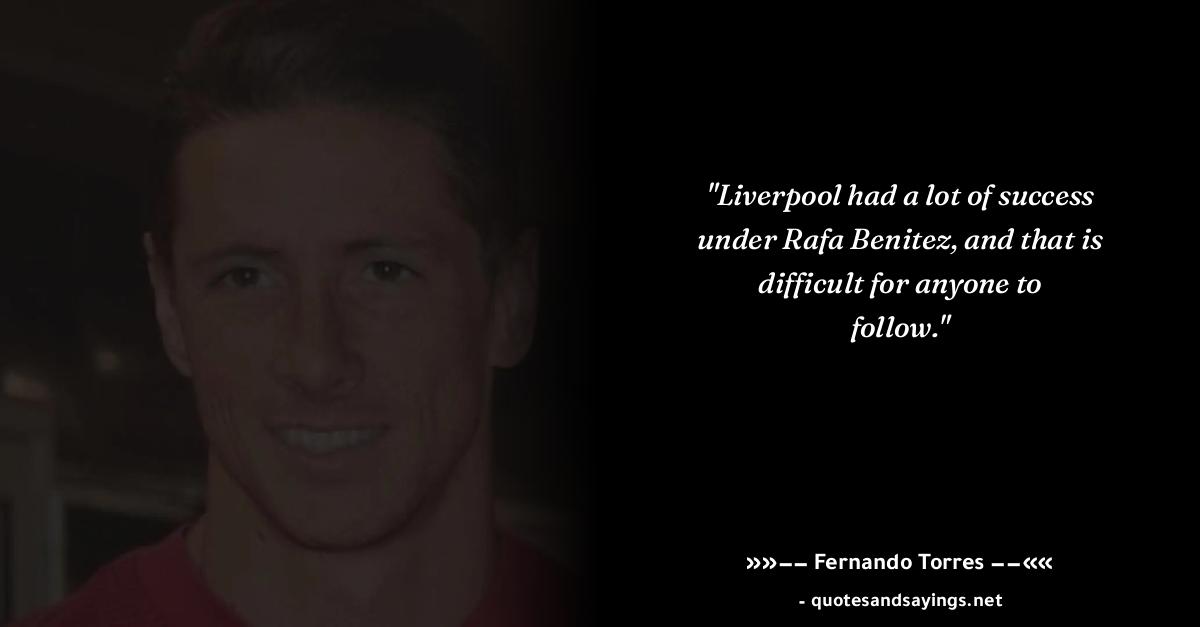 "Liverpool had a lot of success
under Rafa Benitez, and that is
difficult for anyone to
follow."
»»−− Fernando Torres −−««
- quotesandsayings.net